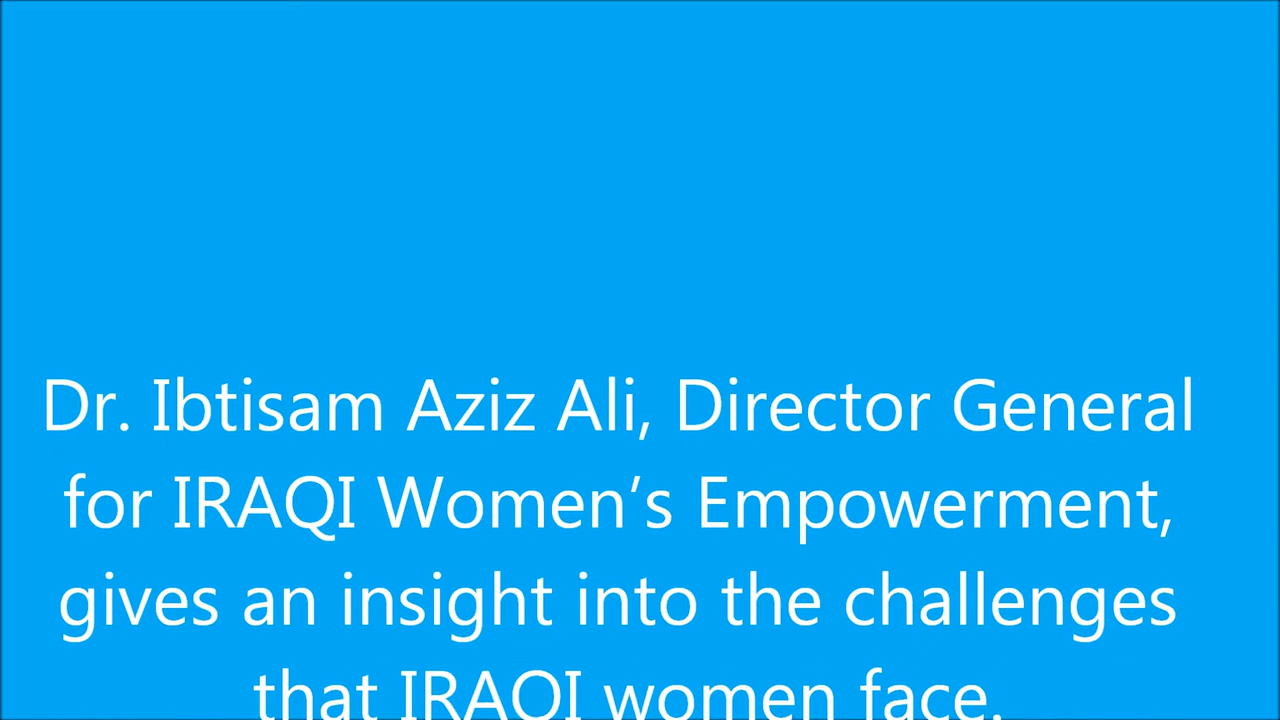 Dr. Ibtisam Aziz Ali, Director General
for IRAQI Women’s Empowerment,
gives an insight into the challenges
that IRAQI women face.